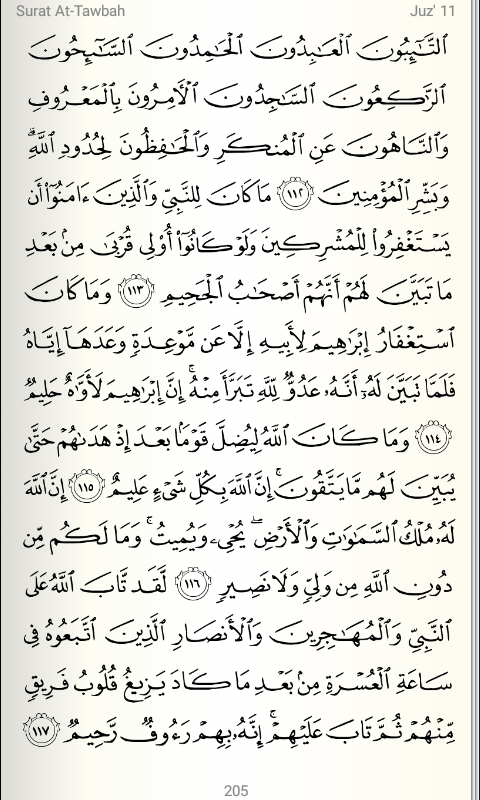 Surat At-Tawbah Juz' 11
ٱلتَّـٰٓئِبُونَ ٱلْعَـٰبِدُونَ ٱلْحَـٰمِدُونَ ٱلسَّـٰٓئِحُونَ
ٱلرَّٰكِعُونَ ٱلسَّـٰجِدُونَ ٱلْـَٔامِرُونَ بِٱلْمَعْرُوفِ
وَٱلنَّاهُونَ عَنِ ٱلْمُنكَرِ وَٱلْحَـٰفِظُونَ لِحُدُودِ ٱللَّهِ ۗ
وَبَشِّرِ ٱلْمُؤْمِنِينَ ١١٢ مَا كَانَ لِلنَّبِىِّ وَٱلَّذِينَ ءَامَنُوٓا۟ أَن
يَسْتَغْفِرُوا۟ لِلْمُشْرِكِينَ وَلَوْ كَانُوٓا۟ أُو۟لِى قُرْبَىٰ مِنۢ بَعْدِ
مَا تَبَيَّنَ لَهُمْ أَنَّهُمْ أَصْحَـٰبُ ٱلْجَحِيمِ ١١٣ وَمَا كَانَ
ٱسْتِغْفَارُ إِبْرَٰهِيمَ لِأَبِيهِ إِلَّا عَن مَّوْعِدَةٍ وَعَدَهَآ إِيَّاهُ
فَلَمَّا تَبَيَّنَ لَهُۥٓ أَنَّهُۥ عَدُوٌّ لِّلَّهِ تَبَرَّأَ مِنْهُ ۚ إِنَّ إِبْرَٰهِيمَ لَأَوَّٰهٌ حَلِيمٌ
١١٤ وَمَا كَانَ ٱللَّهُ لِيُضِلَّ قَوْمًۢا بَعْدَ إِذْ هَدَىٰهُمْ حَتَّىٰ
يُبَيِّنَ لَهُم مَّا يَتَّقُونَ ۚ إِنَّ ٱللَّهَ بِكُلِّ شَىْءٍ عَلِيمٌ ١١٥ إِنَّ ٱللَّهَ
لَهُۥ مُلْكُ ٱلسَّمَـٰوَٰتِ وَٱلْأَرْضِ ۖ يُحْىِۦ وَيُمِيتُ ۚ وَمَا لَكُم مِّن
دُونِ ٱللَّهِ مِن وَلِىٍّ وَلَا نَصِيرٍ ١١٦ لَّقَد تَّابَ ٱللَّهُ عَلَى
ٱلنَّبِىِّ وَٱلْمُهَـٰجِرِينَ وَٱلْأَنصَارِ ٱلَّذِينَ ٱتَّبَعُوهُ فِى
سَاعَةِ ٱلْعُسْرَةِ مِنۢ بَعْدِ مَا كَادَ يَزِيغُ قُلُوبُ فَرِيقٍ
مِّنْهُمْ ثُمَّ تَابَ عَلَيْهِمْ ۚ إِنَّهُۥ بِهِمْ رَءُوفٌ رَّحِيمٌ ١١٧
205